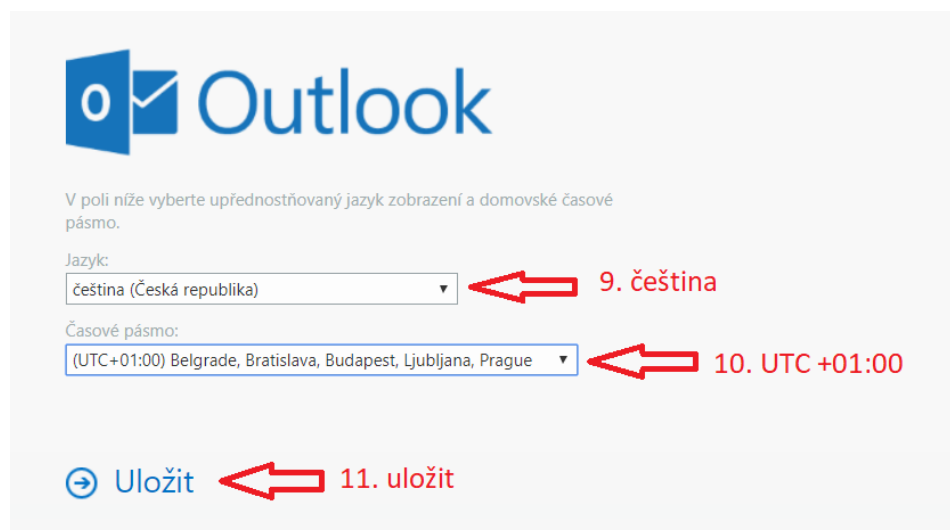 Outlook
V poli níže vyberte upřednostňovaný jazyk zobrazení a domovské časové
pásmo.
Jazyk:
čeština (Česká republika)
9. čeština
Časové pásmo:
(UTC+01:00) Belgrade, Bratislava, Budapest, Ljubljana, Prague
10. UTC +01:00
Uložit
11. uložit